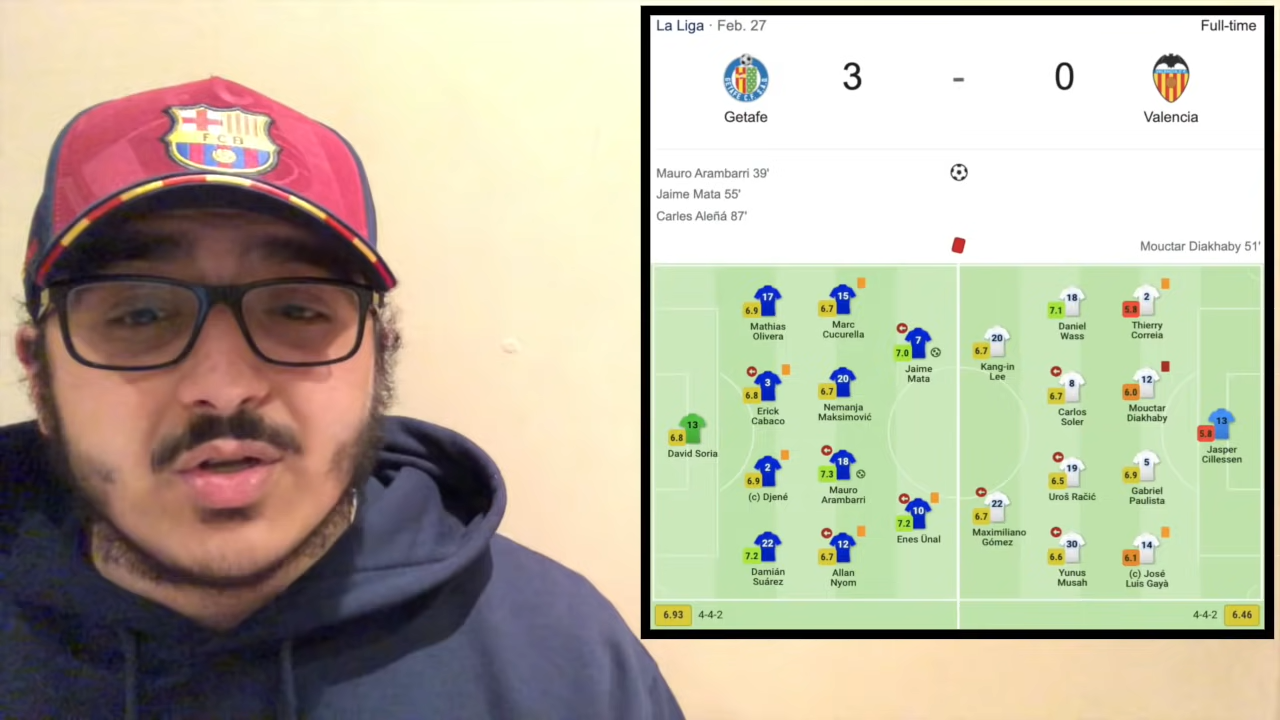 FCB
La Liga · Feb. 27
Full-time
3 - 0
Getafe
Valencia
Mauro Arambarri 39'
Jaime Mata 55'
Carles Aleñá 87'
Mouctar Diakhaby 51'
13
6.8
David Soria
17
6.9
Mathias
Olivera
3
6.8
Erick
Cabaco
2
6.9
(c) Djené
22
7.2
Damián
Suárez
15
6.7
Marc
Cucurella
20
6.7
Nemanja
Maksimović
18
7.3
Mauro
Arambarri
12
6.7
Allan
Nyom
7
7.0
Jaime
Mata
10
7.2
Enes Ünal
20
6.7
Kang-in
Lee
22
6.7
Maximiliano
Gómez
18
7.1
Daniel
Wass
8
6.7
Carlos
Soler
19
6.5
Uroš Račić
30
6.6
Yunus
Musah
2
5.8
Thierry
Correia
12
6.0
Mouctar
Diakhaby
5
6.9
Gabriel
Paulista
14
6.1
(c) José
Luis Gayà
13
5.8
Jasper
Cillessen
6.93 4-4-2
4-4-2 6.46